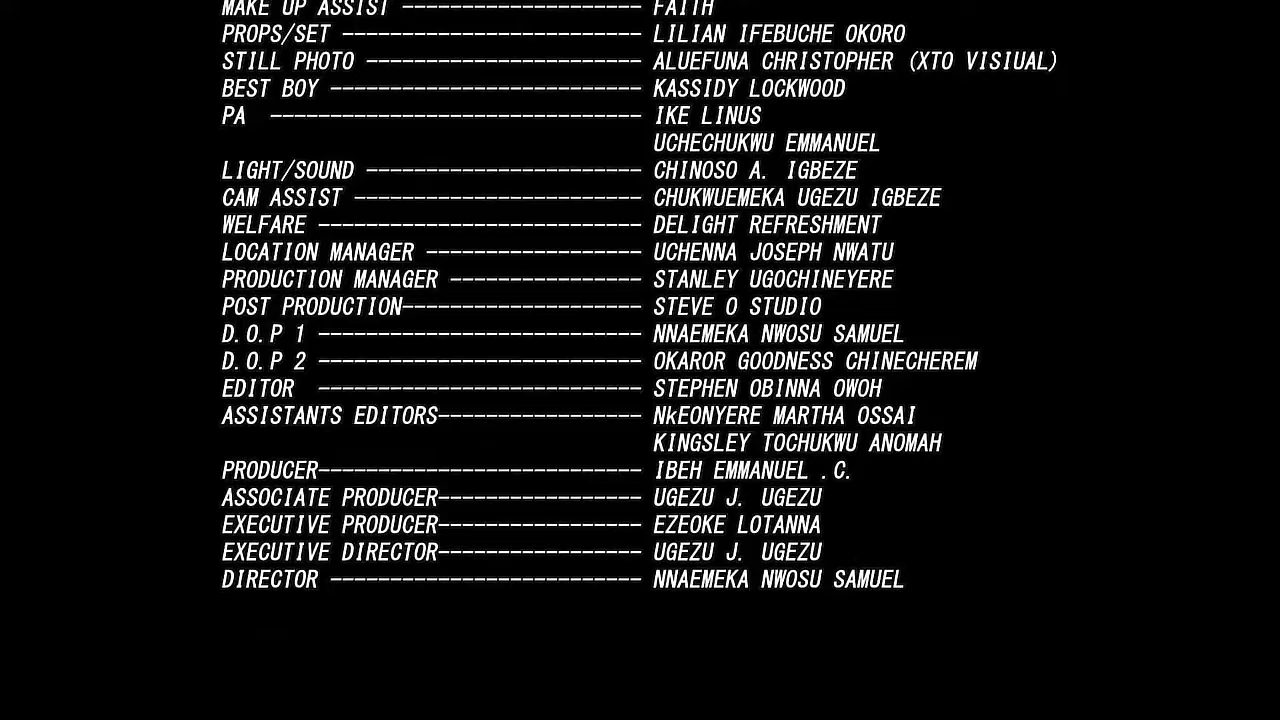 MAKE UP ASSIST -------------------- FAITH
PROPS/SET ------------------------- LILIAN IFEBUCHE OKORO
STILL PHOTO ----------------------- ALUEFUNA CHRISTOPHER (XTO VISIUAL)
BEST BOY -------------------------- KASSIDY LOCKWOOD
PA  ------------------------------- IKE LINUS
UCHECHUKWU EMMANUEL
LIGHT/SOUND ----------------------- CHINOSO A. IGBEZE
CAM ASSIST ------------------------ CHUKWUEMEKA UGEZU IGBEZE
WELFARE --------------------------- DELIGHT REFRESHMENT
LOCATION MANAGER ------------------ UCHENNA JOSEPH NWATU
PRODUCTION MANAGER ---------------- STANLEY UGOCHINEYERE
POST PRODUCTION-------------------- STEVE O STUDIO
D.O.P 1 --------------------------- NNAEMEKA NWOSU SAMUEL
D.O.P 2 --------------------------- OKAROR GOODNESS CHINECHEREM
EDITOR  --------------------------- STEPHEN OBINNA OWOH
ASSISTANTS EDITORS----------------- NkEONYERE MARTHA OSSAI
KINGSLEY TOCHUKWU ANOMAH
PRODUCER--------------------------- IBEH EMMANUEL .C.
ASSOCIATE PRODUCER----------------- UGEZU J. UGEZU
EXECUTIVE PRODUCER----------------- EZEOKE LOTANNA
EXECUTIVE DIRECTOR----------------- UGEZU J. UGEZU
DIRECTOR -------------------------- NNAEMEKA NWOSU SAMUEL